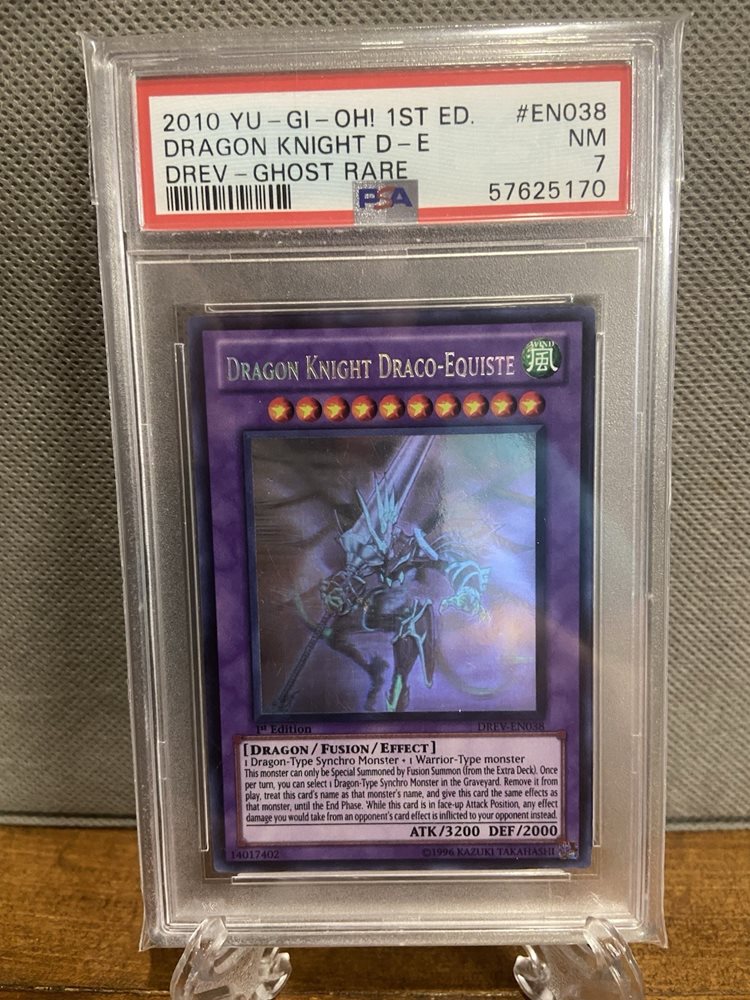 2010 YU-GI-OH! 1ST ED. #EN038
DRAGON KNIGHT D-E NM
DREV-GHOST RARE 7
PSA 57625170
DRAGON KNIGHT DRACO-EQUISTE
WIND
風
1st Edition DREV-EN038
[DRAGON/FUSION/EFFECT]
1 Dragon-Type Synchro Monster + 1 Warrior-Type monster
This monster can only be Special Summoned by Fusion Summon (from the Extra Deck). Once
per turn, you can select 1 Dragon-Type Synchro Monster in the Graveyard. Remove it from
play, treat this card's name as that monster's name, and give this card the same effects as
that monster, until the End Phase. While this card is in face-up Attack Position, any effect
damage you would take from an opponent's card effect is inflicted to your opponent instead.
ATK/3200 DEF/2000
14017402 ©1996 KAZUKI TAKAHASHI